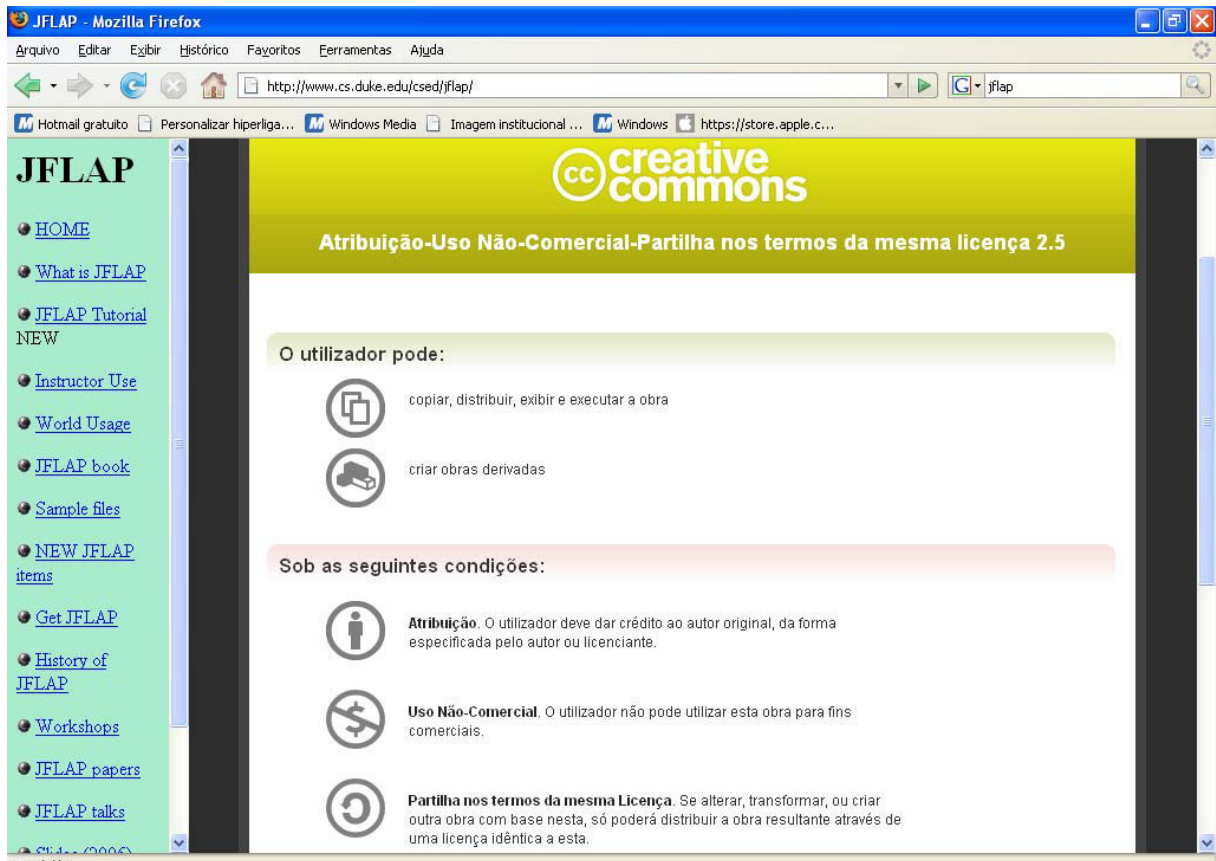 JFLAP - Mozilla Firefox
Arquivo Editar Exibir Histórico Favoritos Ferramentas Ajuda
http://www.cs.duke.edu/csed/jflap/
G jflap
Hotmail gratuito Personalizar hiperliga... Windows Media Imagem institucional ... Windows https://store.apple.c...
JFLAP
HOME
What is JFLAP
JFLAP Tutorial
NEW
Instructor Use
World Usage
JFLAP book
Sample files
NEW JFLAP
items
Get JFLAP
History of
JFLAP
Workshops
JFLAP papers
JFLAP talks
Slides (2006)
cc creative
commons
Atribuição-Uso Não-Comercial-Partilha nos termos da mesma licença 2.5
O utilizador pode:
copiar, distribuir, exibir e executar a obra
criar obras derivadas
Sob as seguintes condições:
Atribuição. O utilizador deve dar crédito ao autor original, da forma
especificada pelo autor ou licenciante.
Uso Não-Comercial. O utilizador não pode utilizar esta obra para fins
comerciais.
Partilha nos termos da mesma Licença. Se alterar, transformar, ou criar
outra obra com base nesta, só poderá distribuir a obra resultante através de
uma licença idêntica a esta.